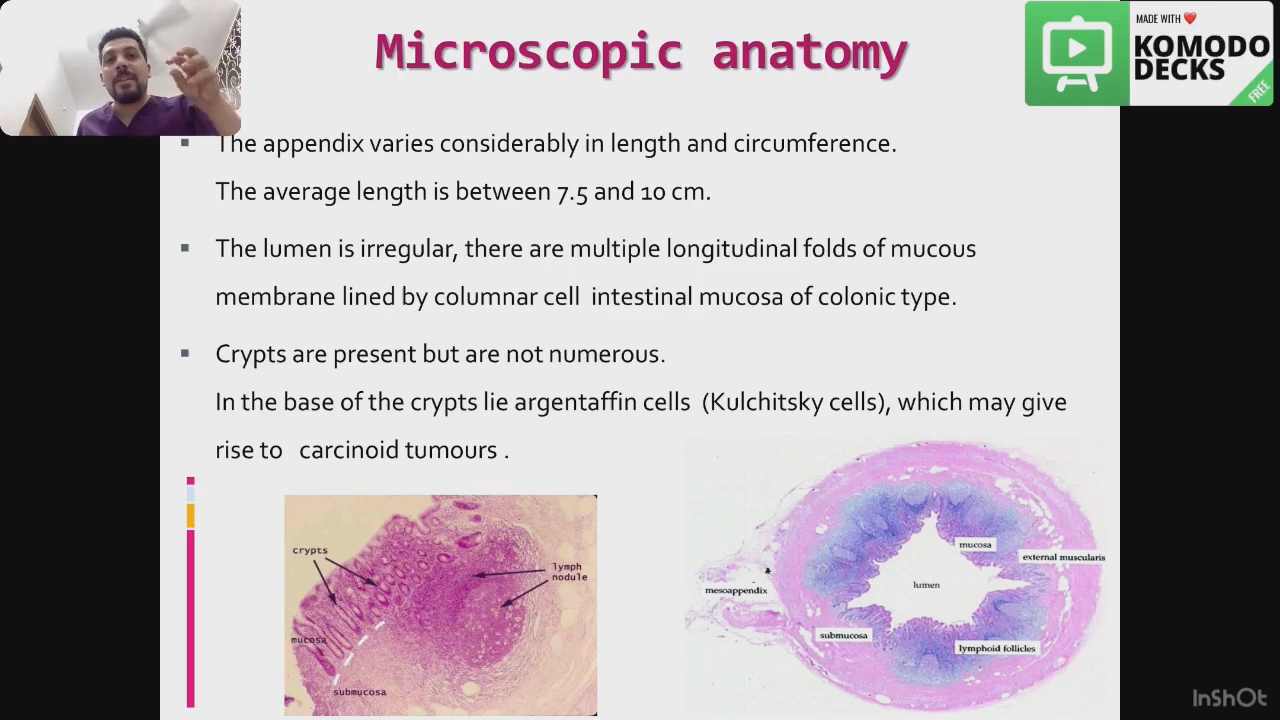 Microscopic anatomy
MADE WITH ❤️
KOMODO
DECKS
FREE
The appendix varies considerably in length and circumference.
The average length is between 7.5 and 10 cm.
The lumen is irregular, there are multiple longitudinal folds of mucous
membrane lined by columnar cell intestinal mucosa of colonic type.
Crypts are present but are not numerous.
In the base of the crypts lie argentaffin cells (Kulchitsky cells), which may give
rise to carcinoid tumours .
crypts
lymph
nodule
mucosa
submucosa
mucosa
external muscularis
lumen
mesoappendix
submucosa
lymphoid follicles
InShOt